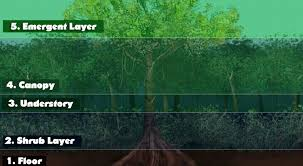 5. Emergent Layer
4. Canopy
3. Understory
2. Shrub Layer
1. Floor